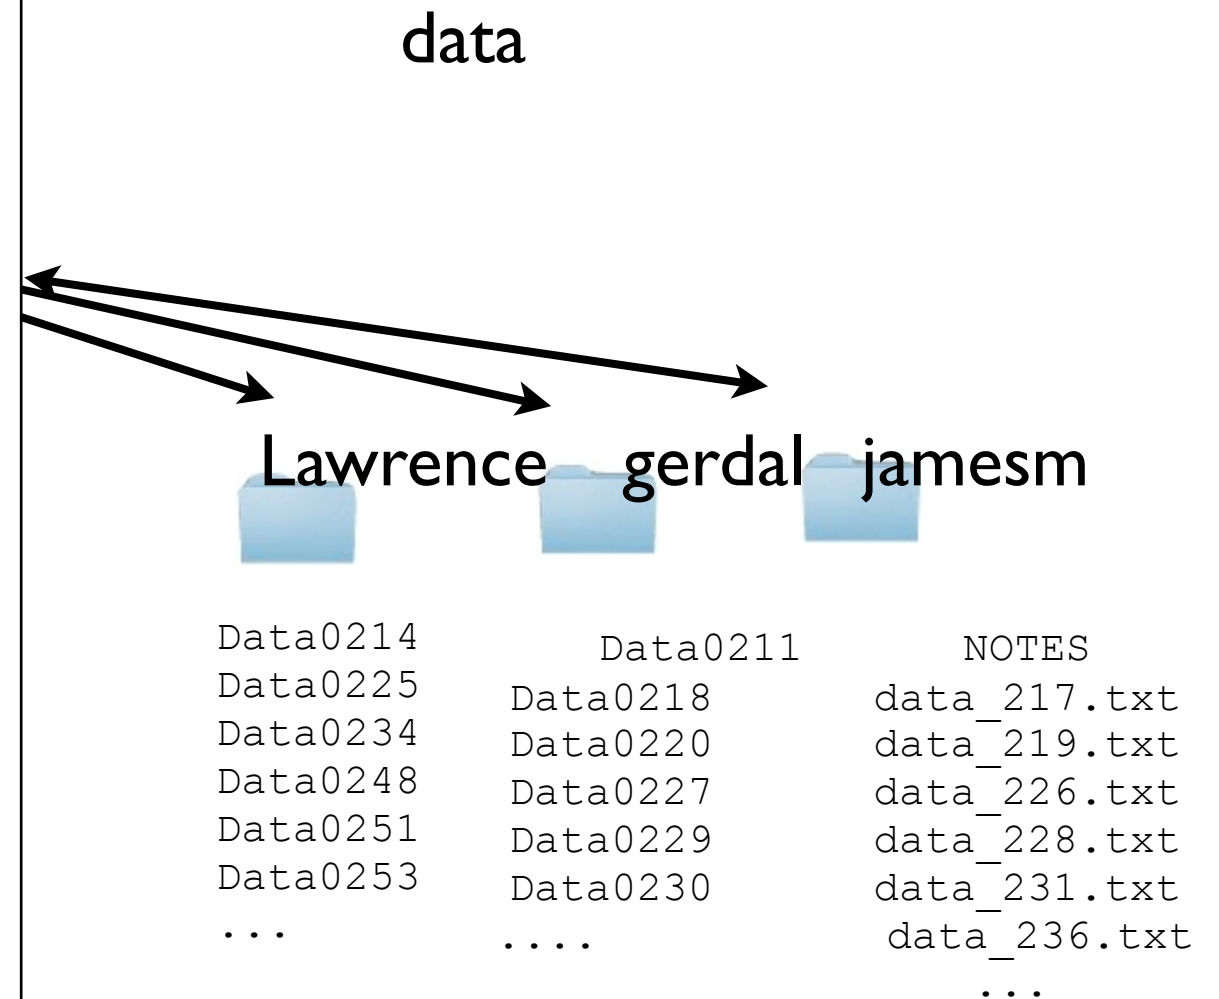 data
Lawrence gerdal jamesm
Data0214
Data0225
Data0234
Data0248
Data0251
Data0253
...
Data0211
Data0218
Data0220
Data0227
Data0229
Data0230
....
NOTES
data_217.txt
data_219.txt
data_226.txt
data_228.txt
data_231.txt
data_236.txt
...